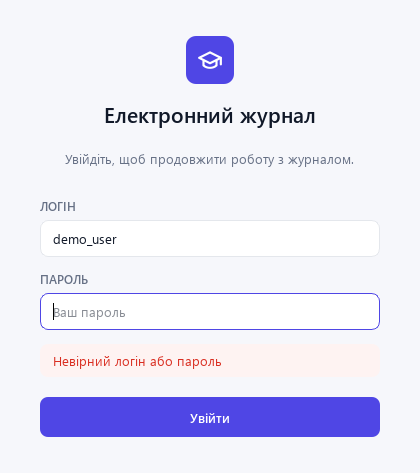 Електронний журнал
Увійдіть, щоб продовжити роботу з журналом.
ЛОГІН
demo_user
ПАРОЛЬ
Ваш пароль
Невірний логін або пароль
Увійти